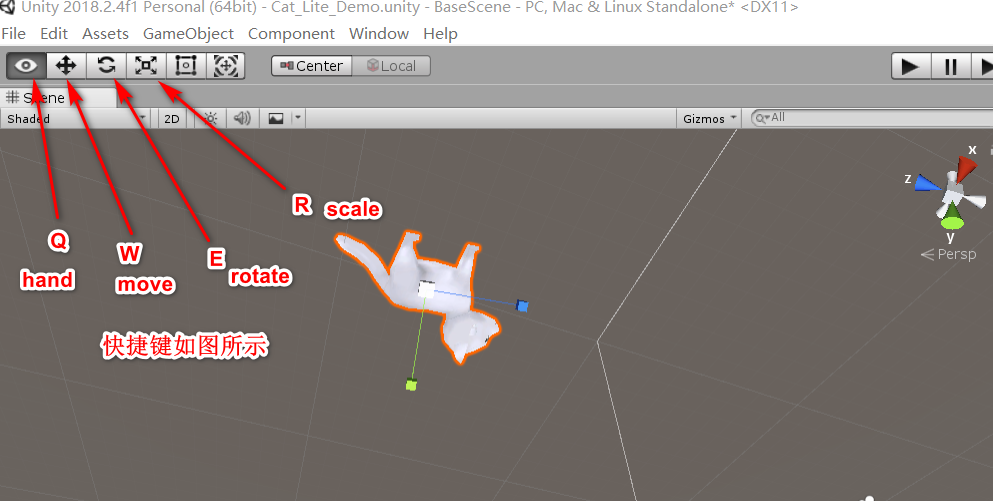 Unity 2018.2.4f1 Personal (64bit) - Cat_Lite_Demo.unity - BaseScene - PC, Mac & Linux Standalone* <DX11>
File Edit Assets GameObject Component Window Help
Center Local
Scene
Shaded 2D Gizmos All
x
z
y
Persp
R scale
Q
hand
W
move
E
rotate
快捷键如图所示